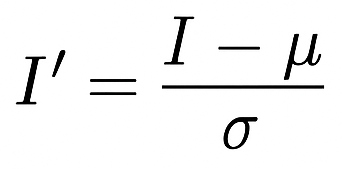 I′ = (I − μ) / σ